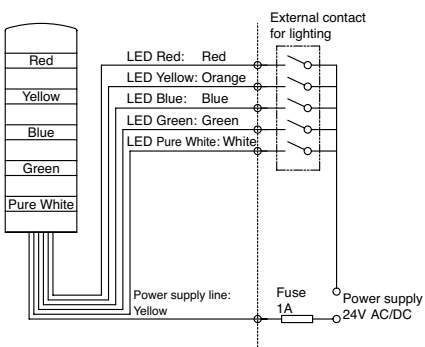 External contact
for lighting
Red
Yellow
Blue
Green
Pure White
LED Red: Red
LED Yellow: Orange
LED Blue: Blue
LED Green: Green
LED Pure White: White
Power supply line:
Yellow
Fuse
1A
Power supply
24V AC/DC